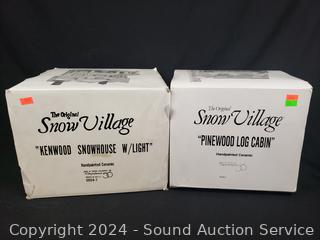 The Original
Snow Village
"KENWOOD SNOWHOUSE W/LIGHT"
Handpainted Ceramic
The Original
Snow Village
"PINEWOOD LOG CABIN"
Handpainted Ceramic
Copyright 2024 - Sound Auction Service